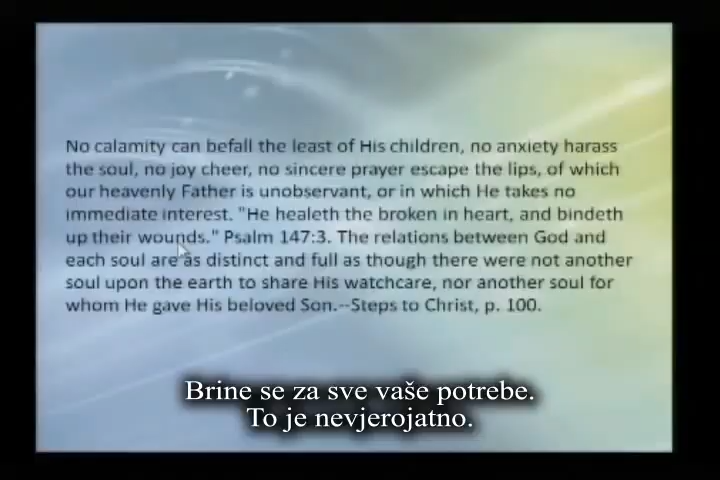 No calamity can befall the least of His children, no anxiety harass
the soul, no joy cheer, no sincere prayer escape the lips, of which
our heavenly Father is unobservant, or in which He takes no
immediate interest. "He healeth the broken in heart, and bindeth
up their wounds." Psalm 147:3. The relations between God and
each soul are as distinct and full as though there were not another
soul upon the earth to share His watchcare, nor another soul for
whom He gave His beloved Son.--Steps to Christ, p. 100.
Brine se za sve vaše potrebe.
To je nevjerojatno.